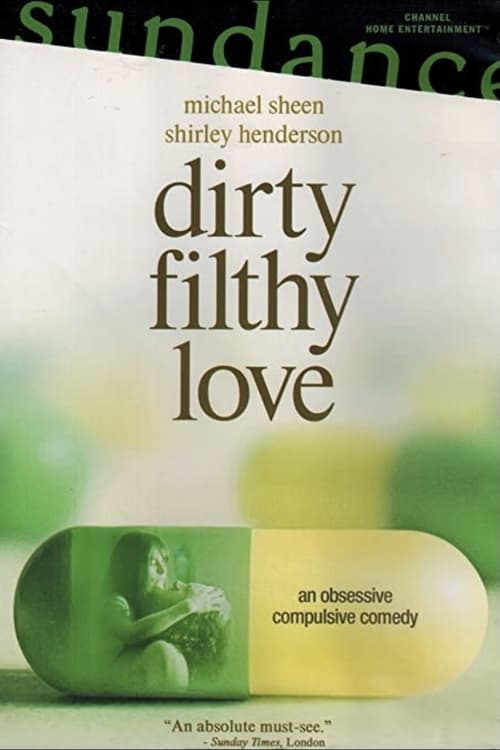 sundance
CHANNEL
HOME ENTERTAINMENT™
michael sheen
shirley henderson
dirty
filthy
love
an obsessive
compulsive comedy
“An absolute must-see.”
- Sunday Times, London